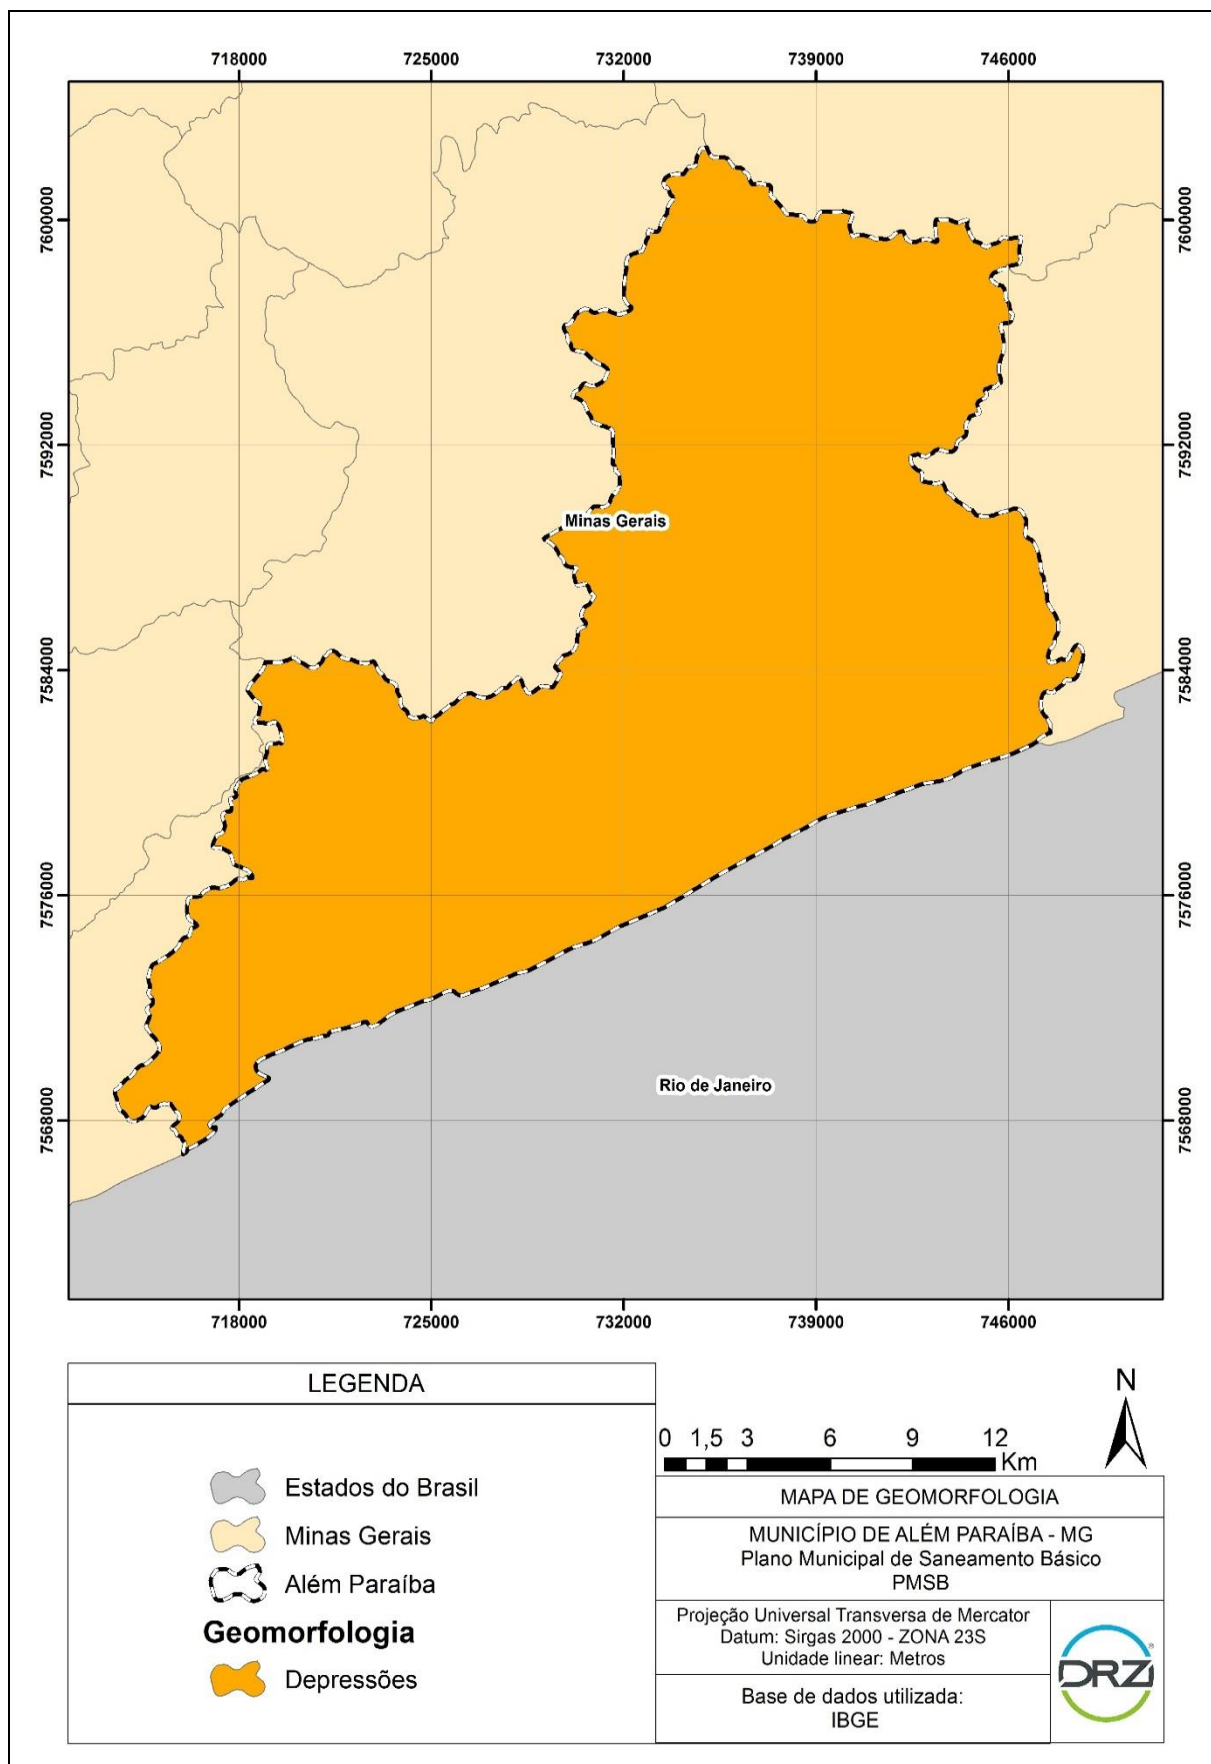 718000 725000 732000 739000 746000
7600000 7600000
7592000 7592000
Minas Gerais
7584000 7584000
7576000 7576000
Rio de Janeiro
7568000 7568000
718000 725000 732000 739000 746000
LEGENDA
Estados do Brasil
Minas Gerais
Além Paraíba
Geomorfologia
Depressões
N
0 1,5 3 6 9 12
Km
MAPA DE GEOMORFOLOGIA
MUNICÍPIO DE ALÉM PARAÍBA - MG
Plano Municipal de Saneamento Básico
PMSB
Projeção Universal Transversa de Mercator
Datum: Sirgas 2000 - ZONA 23S
Unidade linear: Metros
Base de dados utilizada:
IBGE
DRZ®